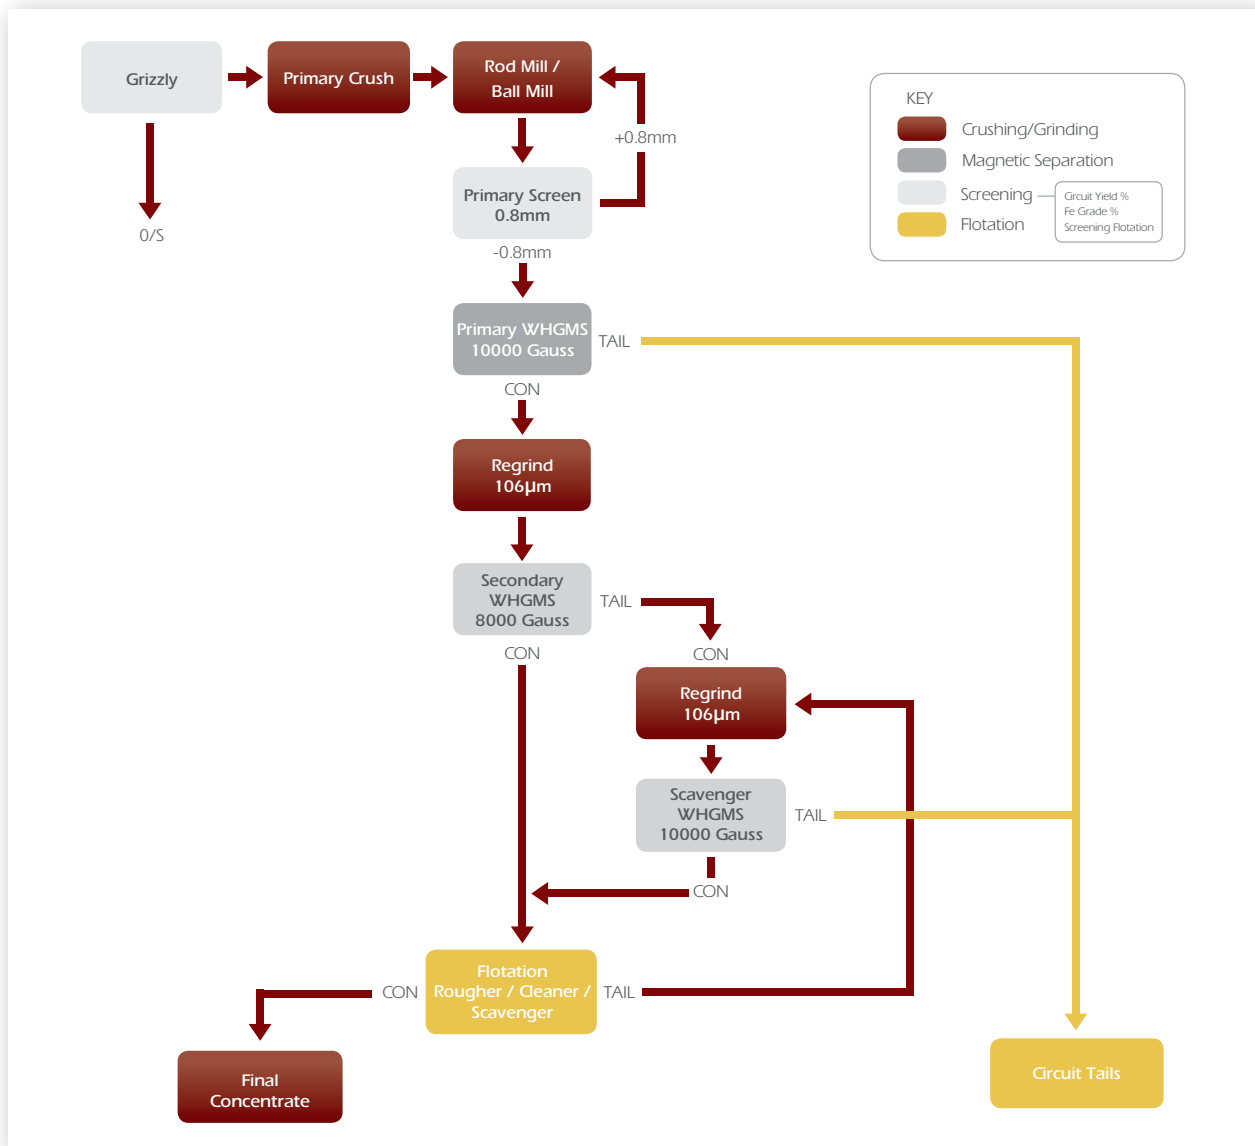 Grizzly
Primary Crush
Rod Mill /
Ball Mill
KEY
Crushing/Grinding
Magnetic Separation
Screening
Circuit Yield %
Fe Grade %
Screening Flotation
Flotation
+0.8mm
Primary Screen
0.8mm
0/S
-0.8mm
Primary WHGMS
10000 Gauss
TAIL
CON
Regrind
106µm
Secondary
WHGMS
8000 Gauss
TAIL
CON
CON
Regrind
106µm
Scavenger
WHGMS
10000 Gauss
TAIL
CON
Flotation
Rougher / Cleaner /
Scavenger
CON
TAIL
Final
Concentrate
Circuit Tails